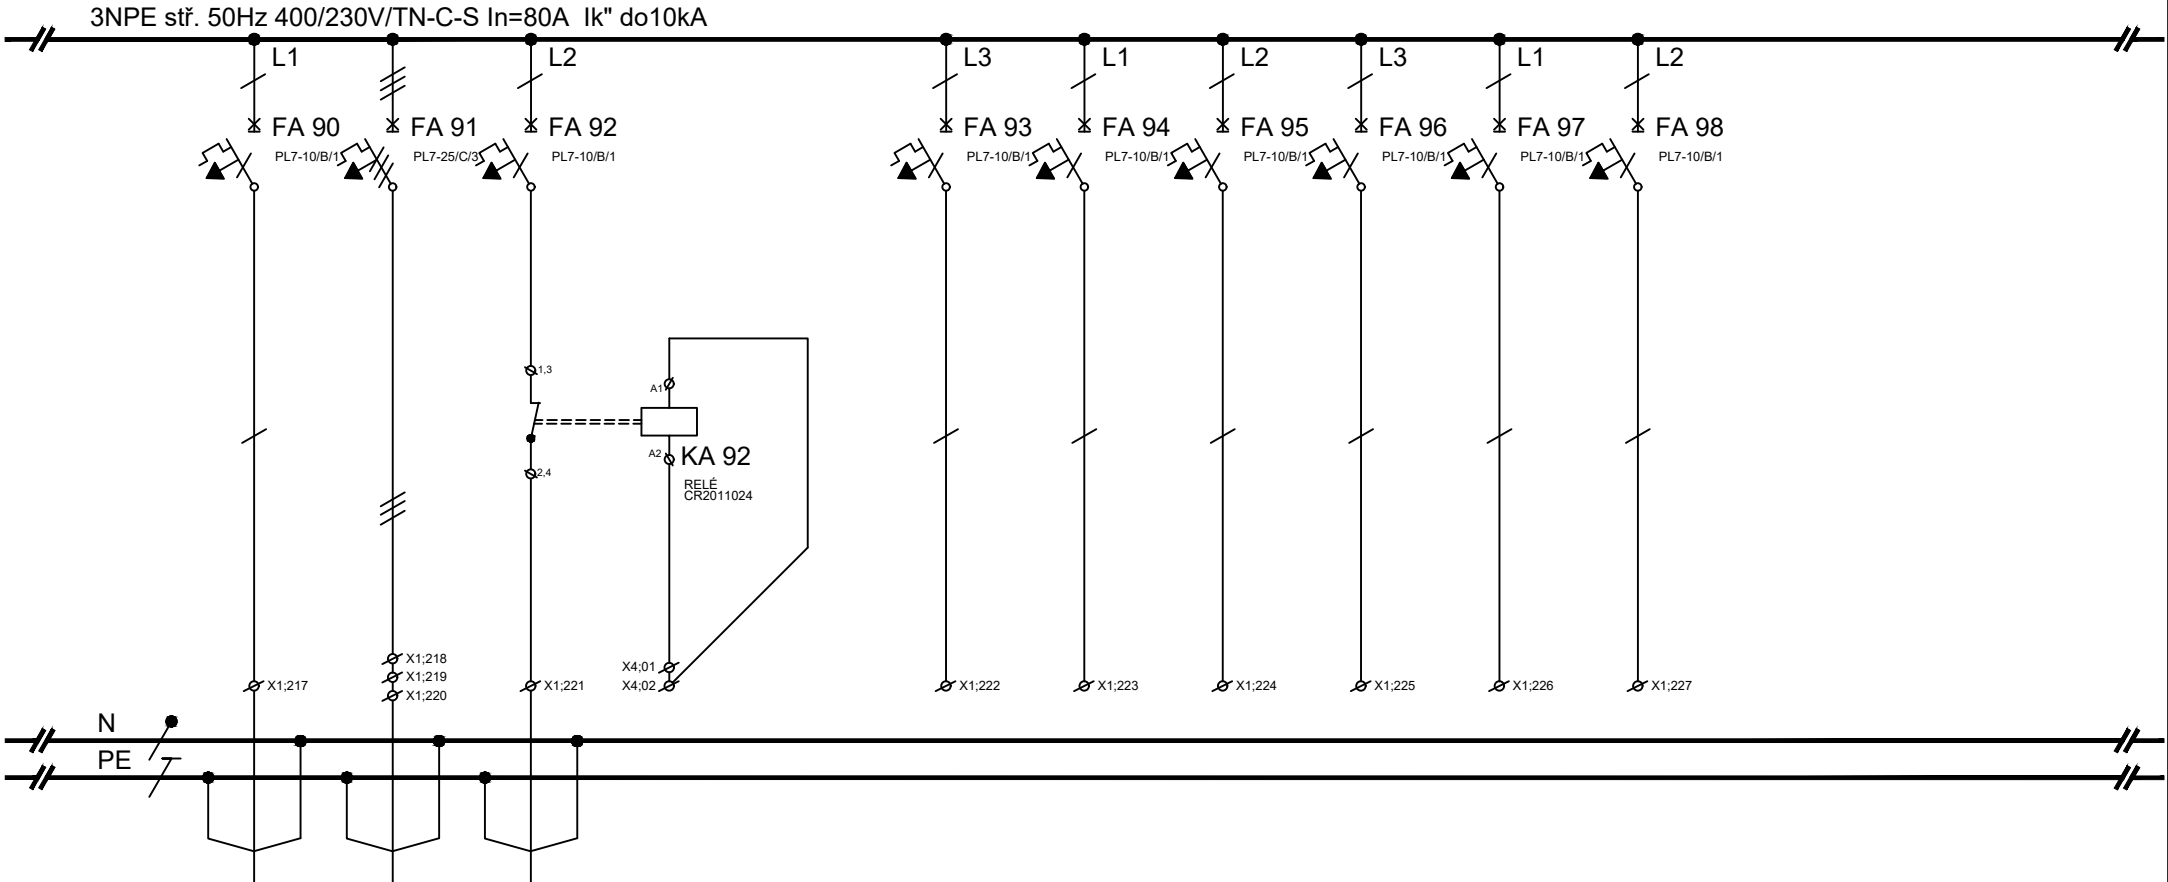 3NPE stř. 50Hz 400/230V/TN-C-S In=80A Ik" do10kA
L1
L2
L3
L1
L2
L3
L1
L2
FA 90
FA 91
FA 92
FA 93
FA 94
FA 95
FA 96
FA 97
FA 98
PL7-10/B/1
PL7-25/C/3
PL7-10/B/1
PL7-10/B/1
PL7-10/B/1
PL7-10/B/1
PL7-10/B/1
PL7-10/B/1
PL7-10/B/1
1,3
A1
A2
KA 92
2,4
RELÉ
CR2011024
X1;218
X1;219
X1;220
X4;01
X1;217
X1;221
X4;02
X1;222
X1;223
X1;224
X1;225
X1;226
X1;227
N
PE